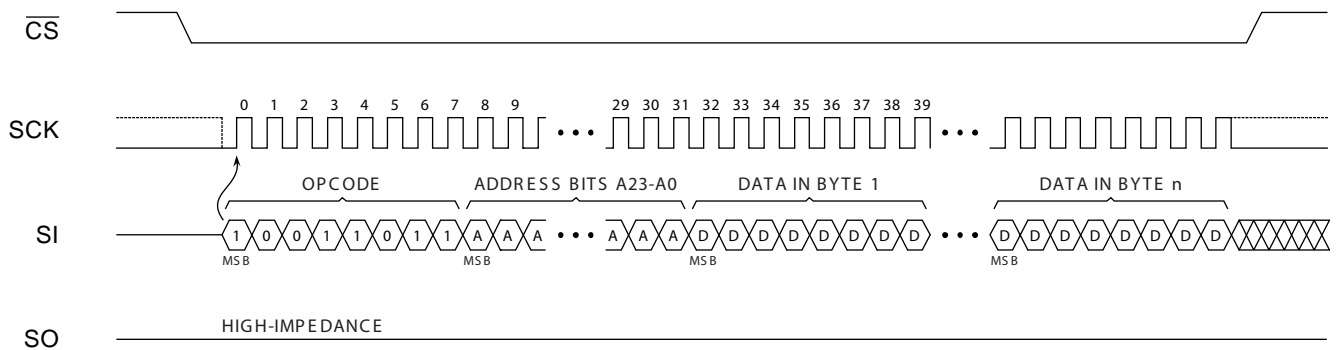 CS
0 1 2 3 4 5 6 7 8 9 29 30 31 32 33 34 35 36 37 38 39
SCK
OPCODE ADDRESS BITS A23-A0 DATA IN BYTE 1 DATA IN BYTE n
SI 1 0 0 1 1 0 1 1 A A A A A A D D D D D D D D D D D D D D D D
MSB MSB MSB MSB
HIGH-IMPEDANCE
SO